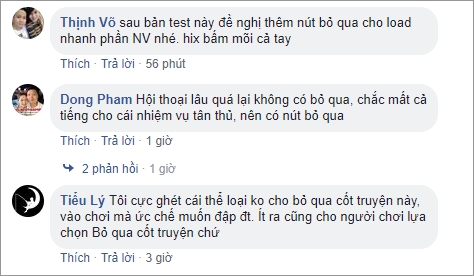 Thịnh Võ sau bản test này đề nghị thêm nút bỏ qua cho load
nhanh phần NV nhé. hix bấm mõi cả tay
Thích · Trả lời · 56 phút
Dong Pham Hội thoại lâu quá lại không có bỏ qua, chắc mất cả
tiếng cho cái nhiệm vụ tân thủ, nên có nút bỏ qua
Thích · Trả lời · 1 giờ
2 phản hồi · 1 giờ
Tiểu Lý Tôi cực ghét cái thể loại ko cho bỏ qua cốt truyện này,
vào chơi mà ức chế muốn đập đt. Ít ra cũng cho người chơi lựa
chọn Bỏ qua cốt truyện chứ
Thích · Trả lời · 3 giờ